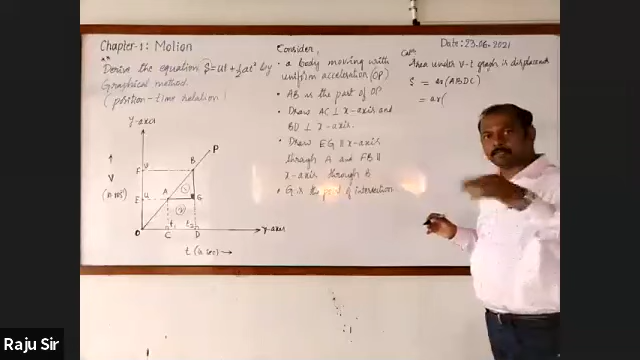 Chapter-1: Motion
Date: 23.06.2021
Derive the equation S = ut + ½at² by
Graphical method.
(position-time relation)
Consider,
• a body moving with
uniform acceleration (OP)
• AB is the part of OP
• Draw AC ⊥ x-axis and
BD ⊥ x-axis.
• Draw EG ∥ x-axis
through A and FB ∥
x-axis through B
• G is the point of intersection
Area under v-t graph is displacement
S = ar(ABDC)
= ar(
y-axis
P
F v
B
↑
v
E u
A
G
O
C
t₁
t₂
D
x-axis
t (in sec) →
Raju Sir